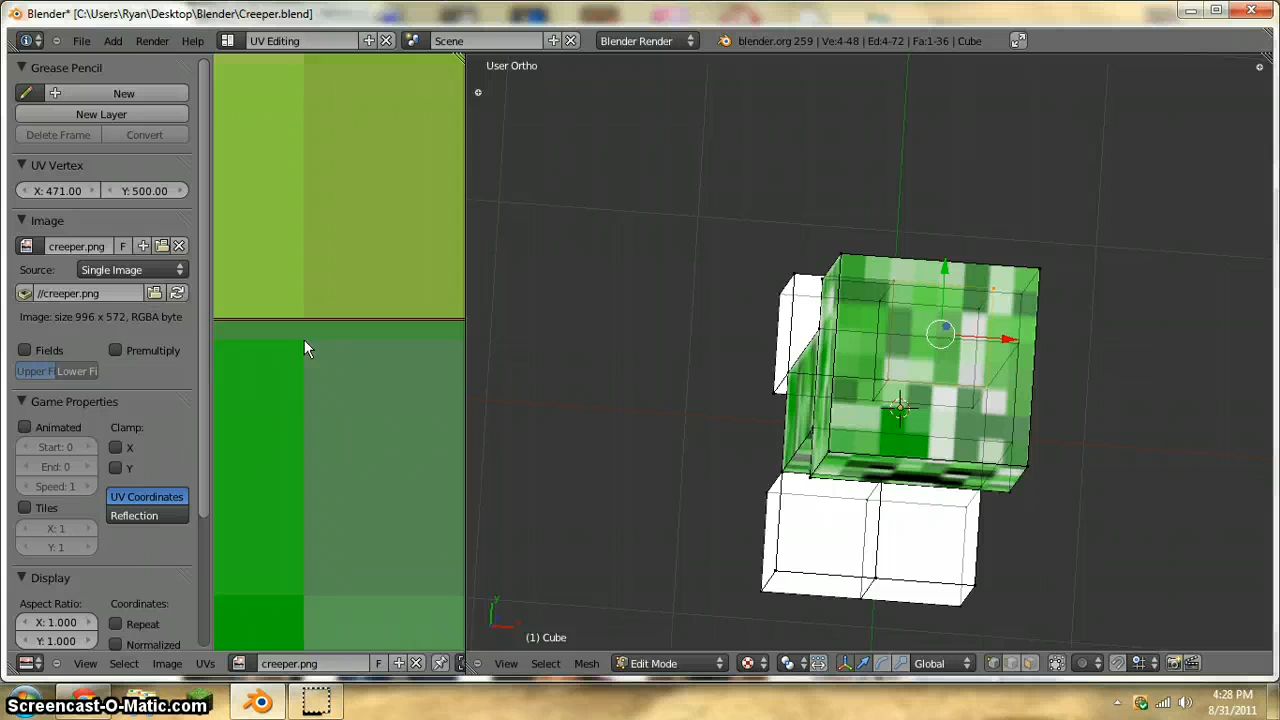 Blender* [C:\Users\Ryan\Desktop\Blender\Creeper.blend]
File Add Render Help UV Editing Scene Blender Render blender.org 259 | Ve:4-48 | Ed:4-72 | Fa:1-36 | Cube
Grease Pencil
New
New Layer
Delete Frame Convert
UV Vertex
X: 471.00 Y: 500.00
Image
creeper.png F
Source: Single Image
//creeper.png
Image: size 996 x 572, RGBA byte
Fields Premultiply
Upper Fi Lower Fi
Game Properties
Animated Clamp:
Start: 0 X
End: 0 Y
Speed: 1 UV Coordinates
Tiles Reflection
X: 1
Y: 1
Display
Aspect Ratio: Coordinates:
X: 1.000 Repeat
Y: 1.000 Normalized
View Select Image UVs creeper.png F
User Ortho
y
(1) Cube
View Select Mesh Edit Mode Global
Screencast-O-Matic.com
4:28 PM
8/31/2011